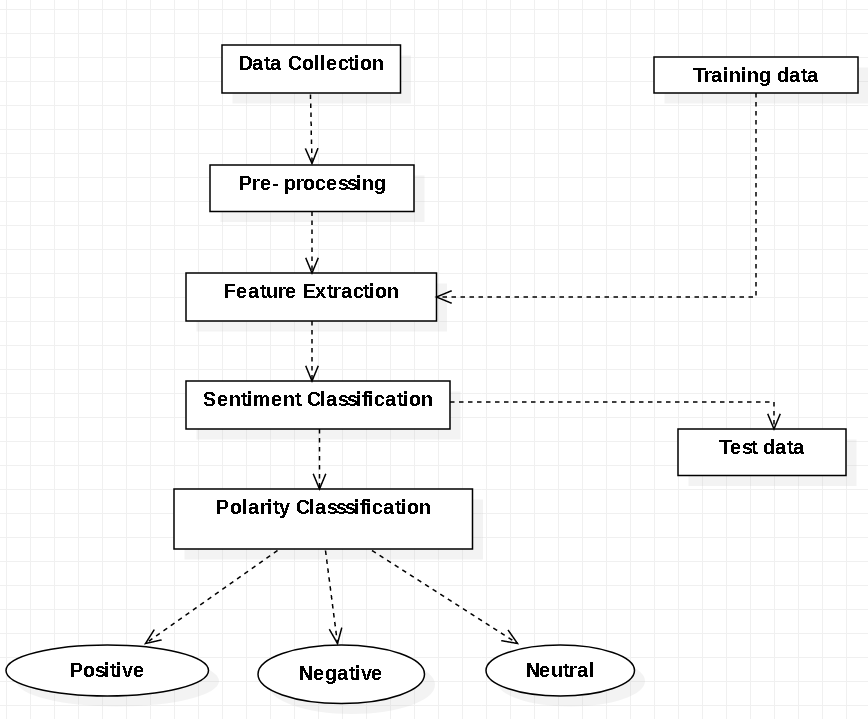 Data Collection
Training data
Pre- processing
Feature Extraction
Sentiment Classification
Test data
Polarity Classsification
Positive
Negative
Neutral